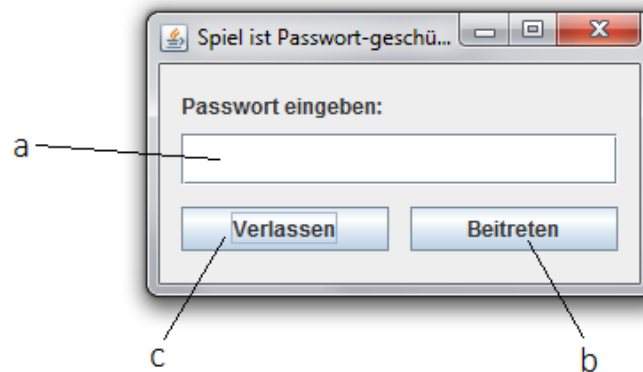 Spiel ist Passwort-geschü...
Passwort eingeben:
a
Verlassen
Beitreten
c
b